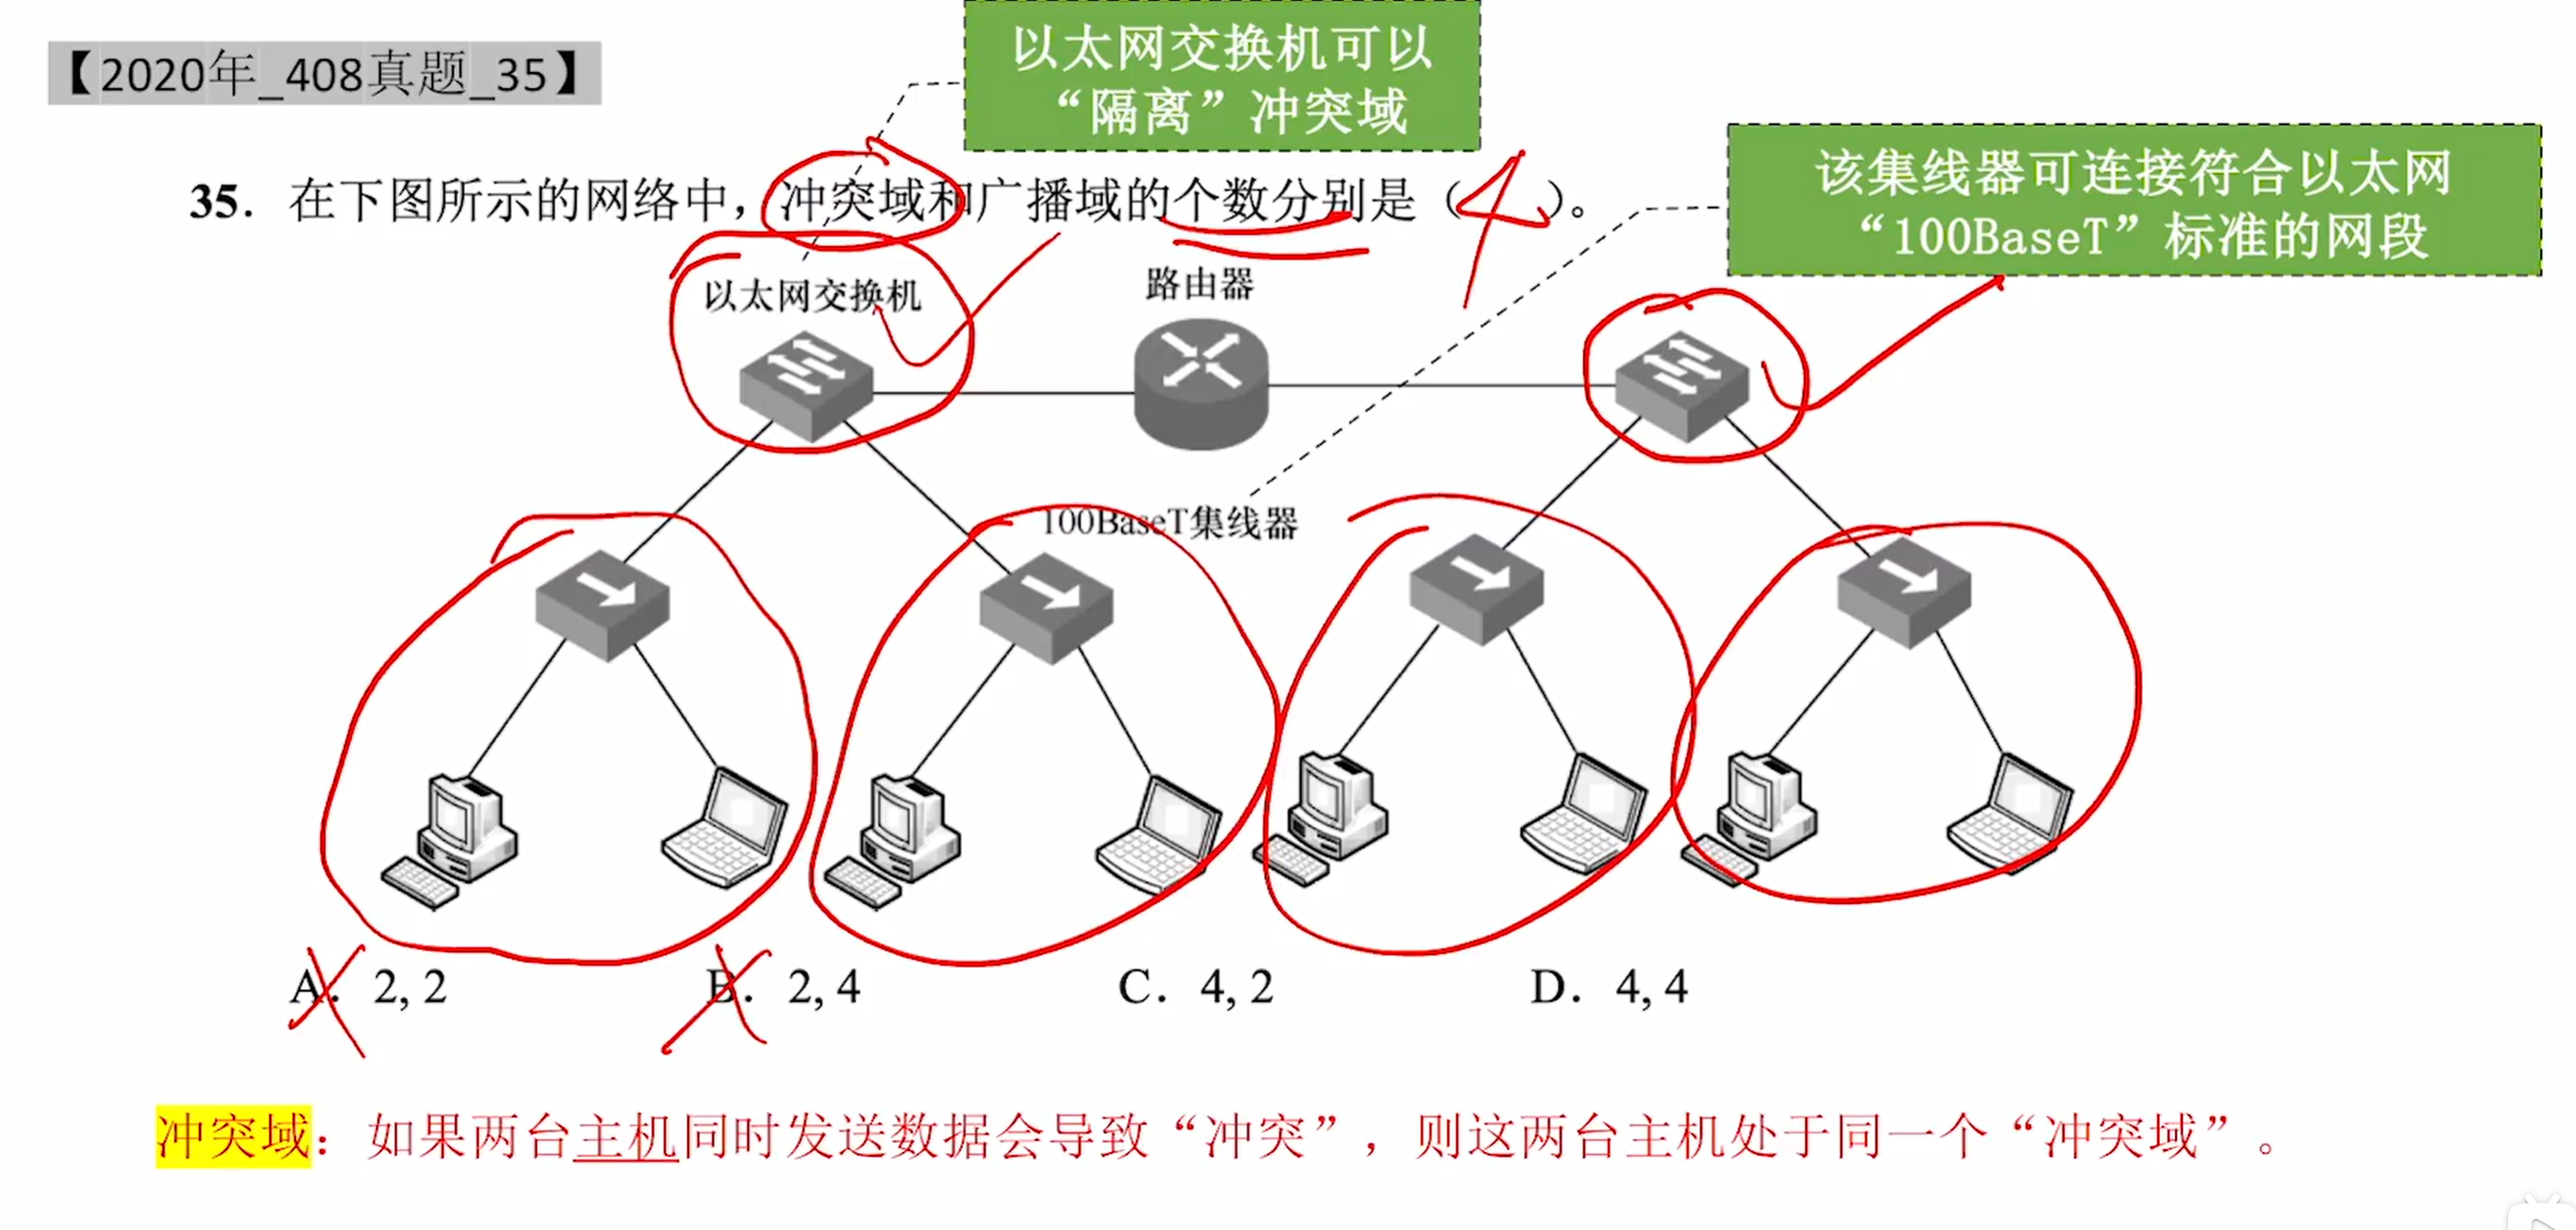 以太网交换机可以
“隔离”冲突域
【2020年_408真题_35】
该集线器可连接符合以太网
“100BaseT”标准的网段
35. 在下图所示的网络中，冲突域和广播域的个数分别是（4）。
以太网交换机
路由器
100BaseT集线器
A. 2, 2
B. 2, 4
C. 4, 2
D. 4, 4
冲突域：如果两台主机同时发送数据会导致“冲突”，则这两台主机处于同一个“冲突域”。